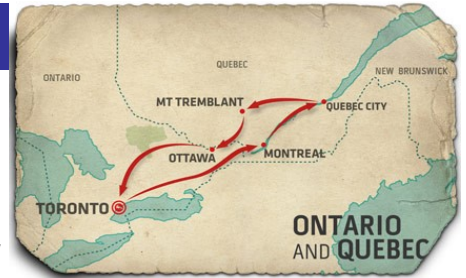 QUEBEC
ONTARIO
NEW BRUNSWICK
MT TREMBLANT
QUEBEC CITY
OTTAWA
MONTREAL
TORONTO
ONTARIO
AND QUEBEC